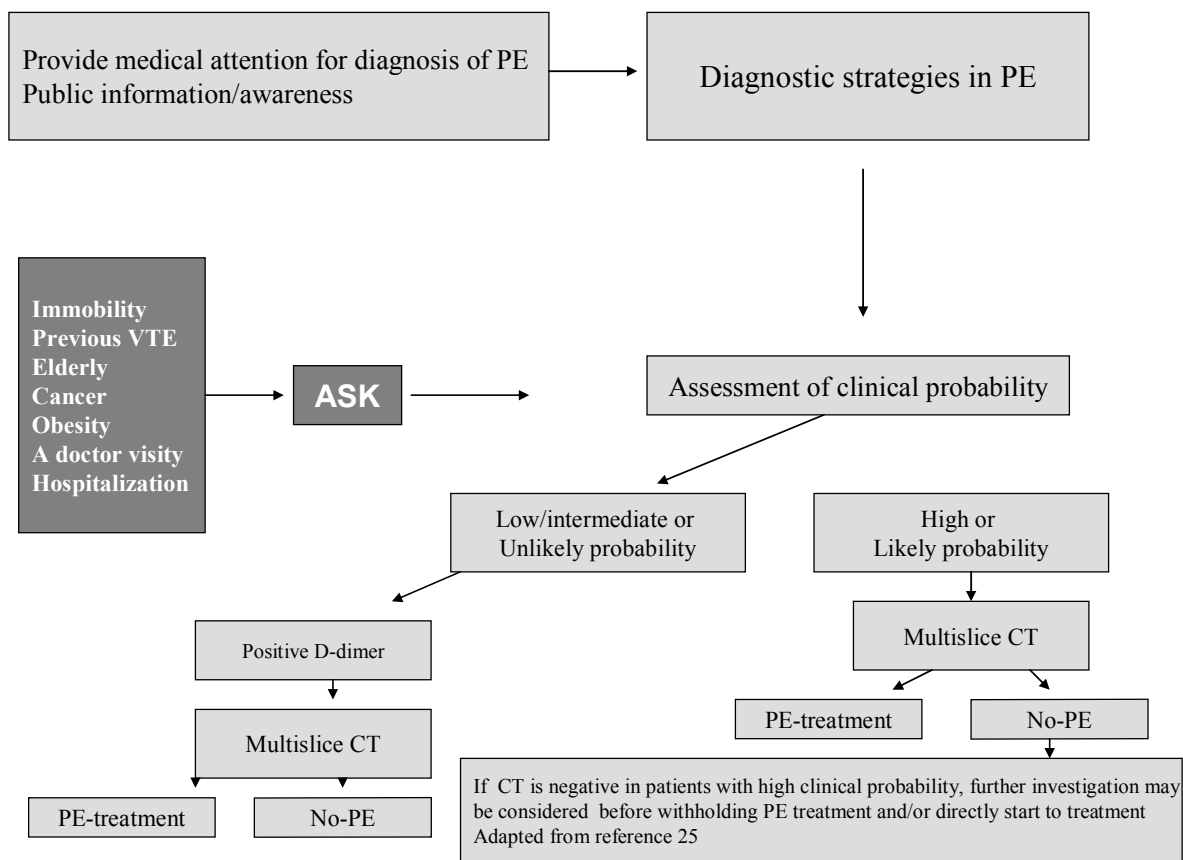 Provide medical attention for diagnosis of PE
Public information/awareness
Diagnostic strategies in PE
Immobility
Previous VTE
Elderly
Cancer
Obesity
A doctor visity
Hospitalization
ASK
Assessment of clinical probability
Low/intermediate or
Unlikely probability
High or
Likely probability
Positive D-dimer
Multislice CT
Multislice CT
PE-treatment
No-PE
PE-treatment
No-PE
If CT is negative in patients with high clinical probability, further investigation may
be considered before withholding PE treatment and/or directly start to treatment
Adapted from reference 25